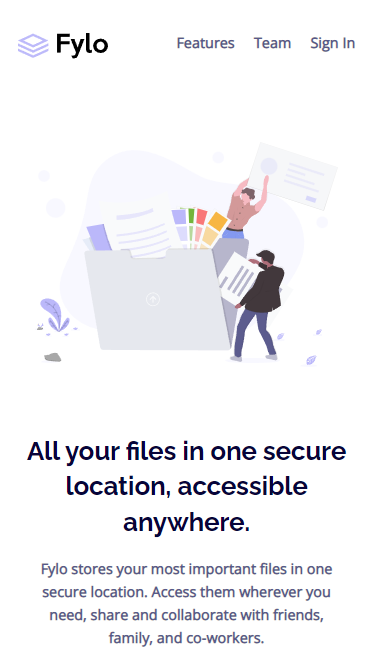 Fylo
Features Team Sign In
All your files in one secure
location, accessible
anywhere.
Fylo stores your most important files in one
secure location. Access them wherever you
need, share and collaborate with friends,
family, and co-workers.